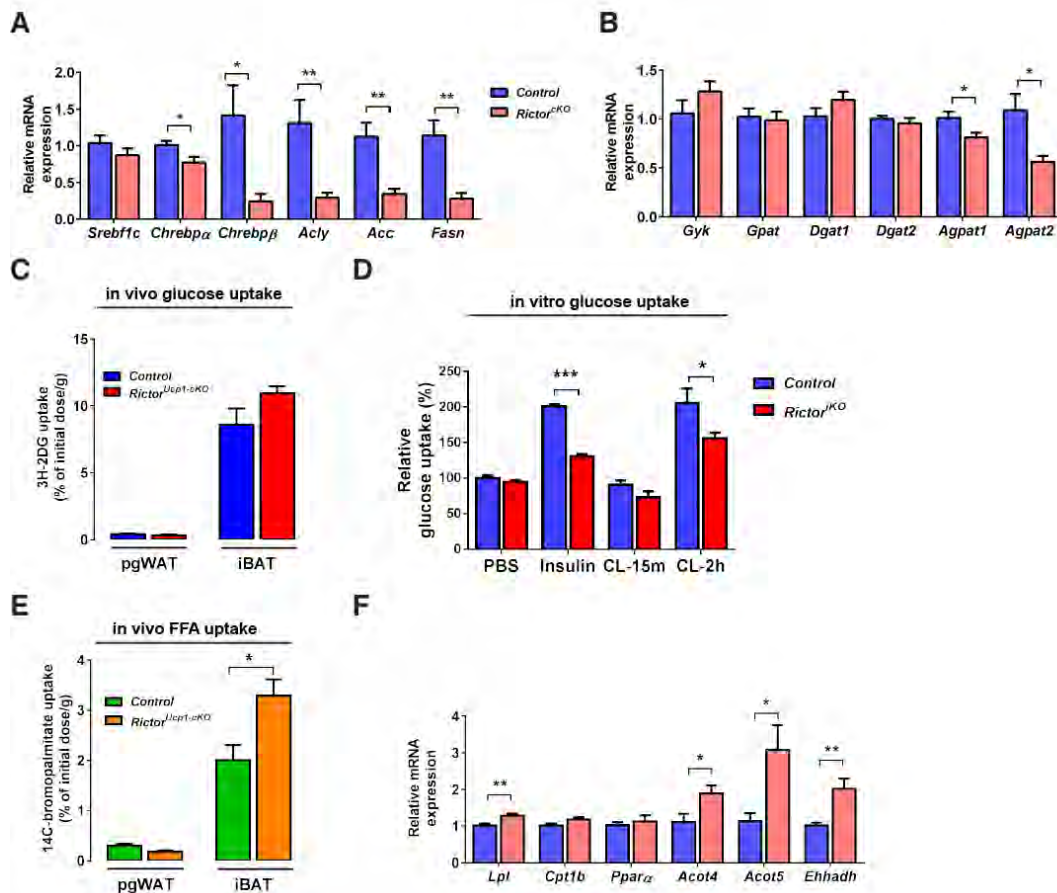 A
Relative mRNA
expression
2.0
1.5
1.0
0.5
0.0
*
*
**
**
**
Srebf1c Chrebpα Chrebpβ Acly Acc Fasn
Control
Rictor^cKO
B
Relative mRNA
expression
1.5
1.0
0.5
0.0
*
*
Gyk Gpat Dgat1 Dgat2 Agpat1 Agpat2
C
in vivo glucose uptake
3H-2DG uptake
(% of initial dose/g)
15
10
5
0
Control
Rictor^Ucp1-cKO
pgWAT iBAT
D
in vitro glucose uptake
Relative
glucose uptake (%)
250
200
150
100
50
0
***
*
PBS Insulin CL-15m CL-2h
Control
Rictor^iKO
E
in vivo FFA uptake
14C-bromopalmitate uptake
(% of initial dose/g)
4
3
2
1
0
*
Control
Rictor^Ucp1-cKO
pgWAT iBAT
F
Relative mRNA
expression
4
3
2
1
0
**
*
*
**
Lpl Cpt1b Pparα Acot4 Acot5 Ehhadh